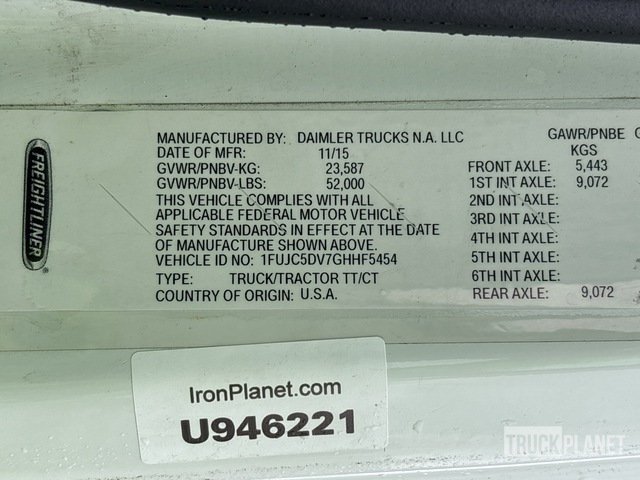 FREIGHTLINER
MANUFACTURED BY: DAIMLER TRUCKS N.A. LLC
DATE OF MFR: 11/15
GVWR/PNBV-KG: 23,587
GVWR/PNBV-LBS: 52,000
THIS VEHICLE COMPLIES WITH ALL
APPLICABLE FEDERAL MOTOR VEHICLE
SAFETY STANDARDS IN EFFECT AT THE DATE
OF MANUFACTURE SHOWN ABOVE.
VEHICLE ID NO: 1FUJC5DV7GHHF5454
TYPE: TRUCK/TRACTOR TT/CT
COUNTRY OF ORIGIN: U.S.A.
GAWR/PNBE G
KGS
FRONT AXLE: 5,443
1ST INT AXLE: 9,072
2ND INT AXLE:
3RD INT AXLE:
4TH INT AXLE:
5TH INT AXLE:
6TH INT AXLE:
REAR AXLE: 9,072
IronPlanet.com
U946221
TRUCKPLANET